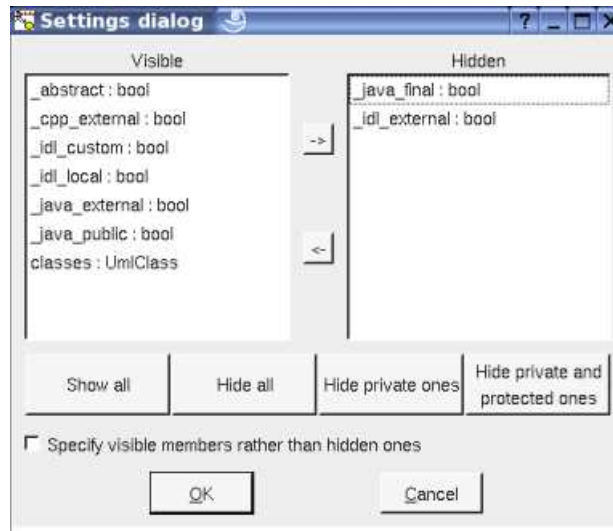 Settings dialog
Visible
Hidden
_abstract : bool
_cpp_external : bool
_idl_custom : bool
_idl_local : bool
_java_external : bool
_java_public : bool
classes : UmlClass
_java_final : bool
_idl_external : bool
->
<-
Show all
Hide all
Hide private ones
Hide private and
protected ones
Specify visible members rather than hidden ones
OK
Cancel